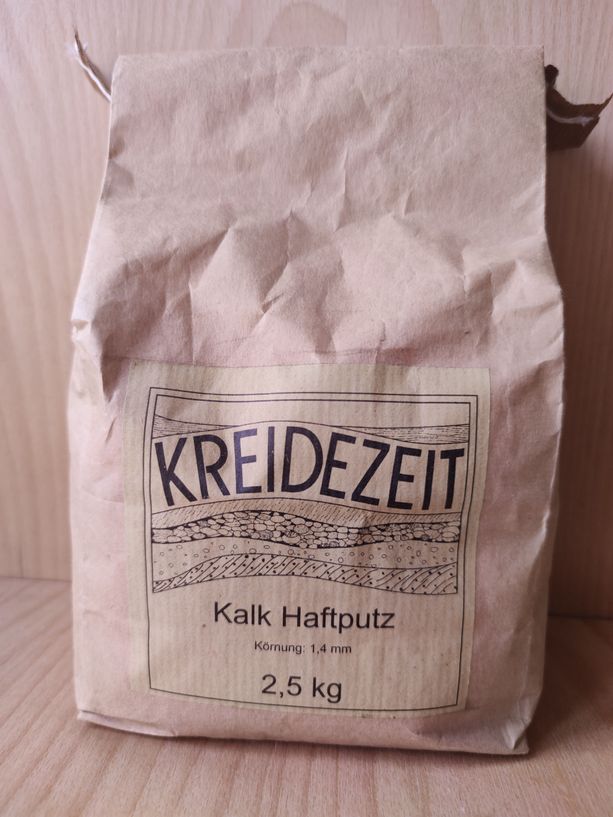 KREIDEZEIT
Kalk Haftputz
Körnung: 1,4 mm
2,5 kg